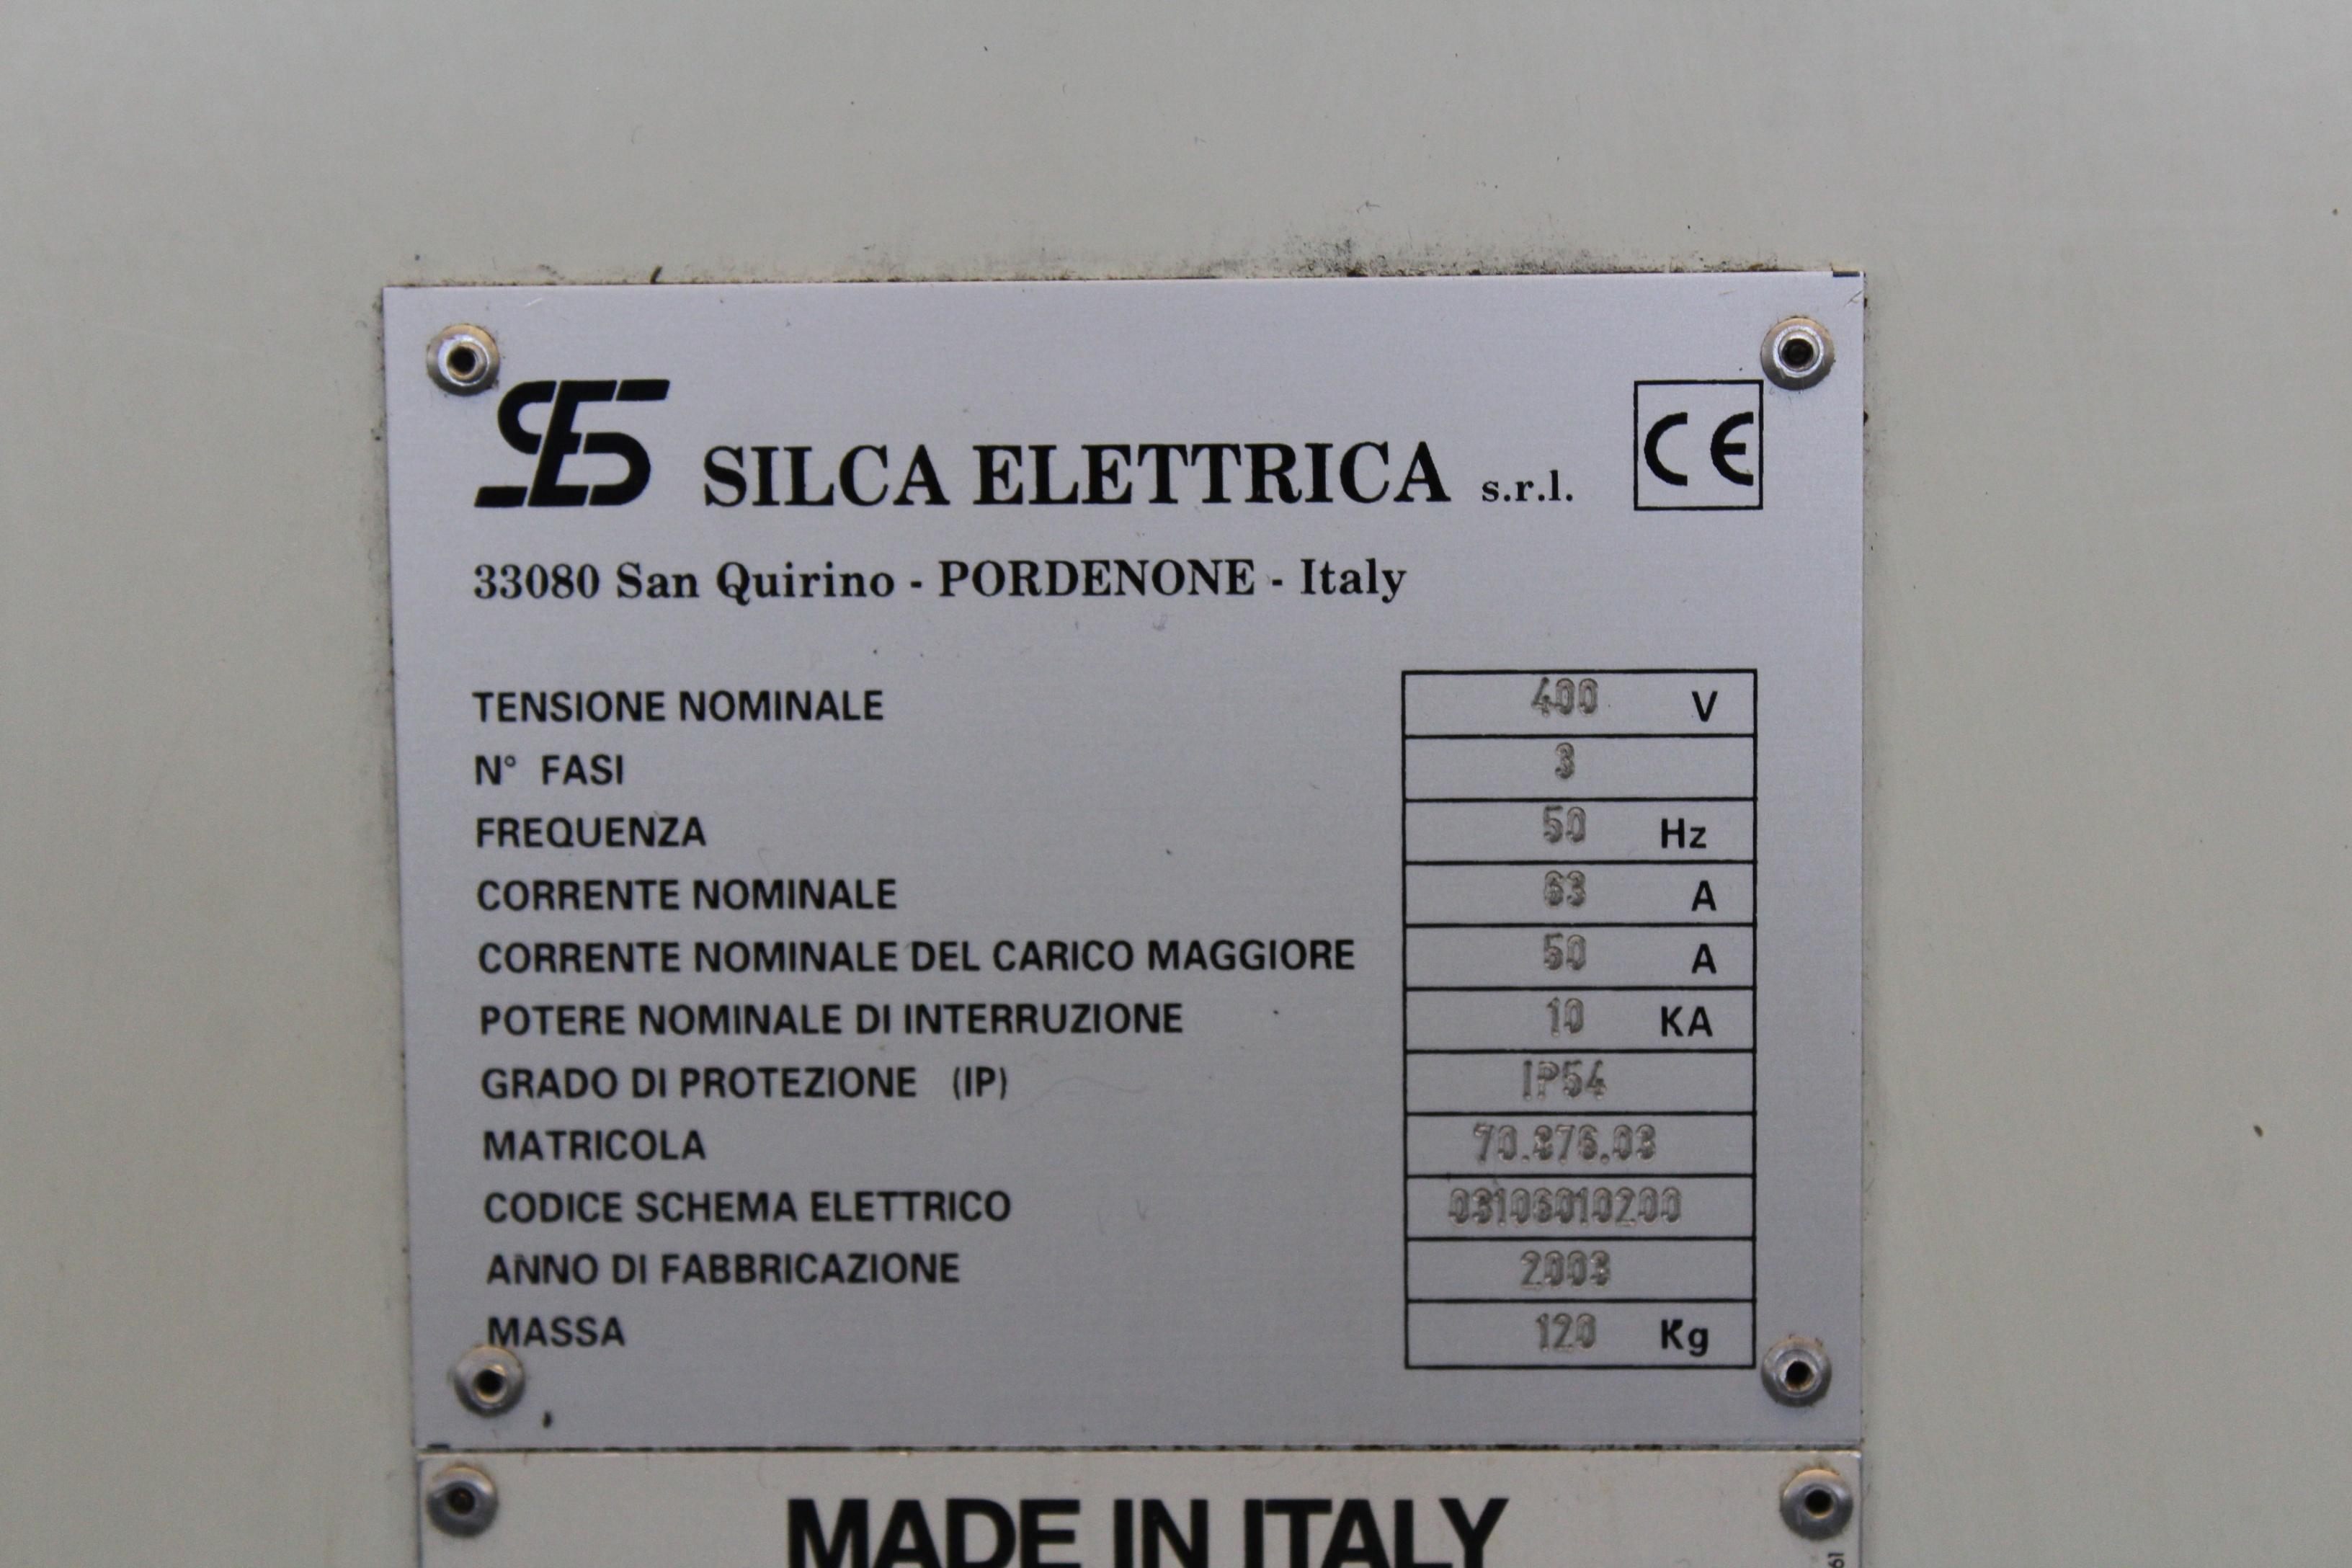 SES SILCA ELETTRICA s.r.l. CE
33080 San Quirino - PORDENONE - Italy
TENSIONE NOMINALE 400 V
N° FASI 3
FREQUENZA 50 Hz
CORRENTE NOMINALE 63 A
CORRENTE NOMINALE DEL CARICO MAGGIORE 50 A
POTERE NOMINALE DI INTERRUZIONE 10 KA
GRADO DI PROTEZIONE (IP) IP54
MATRICOLA 70.876.03
CODICE SCHEMA ELETTRICO 03106010200
ANNO DI FABBRICAZIONE 2003
MASSA 120 Kg
MADE IN ITALY